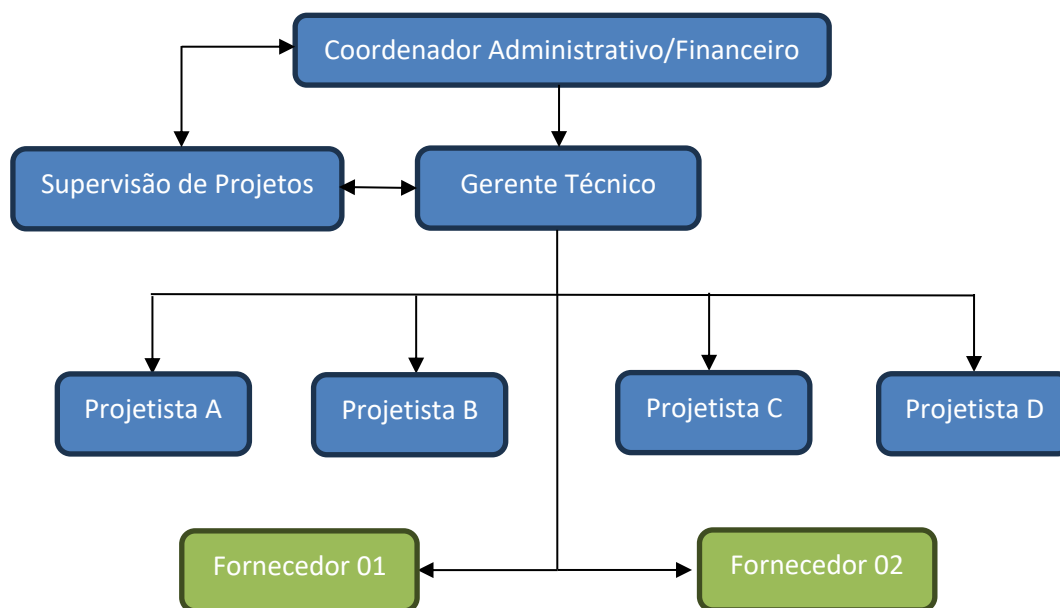 Coordenador Administrativo/Financeiro
Supervisão de Projetos
Gerente Técnico
Projetista A
Projetista B
Projetista C
Projetista D
Fornecedor 01
Fornecedor 02